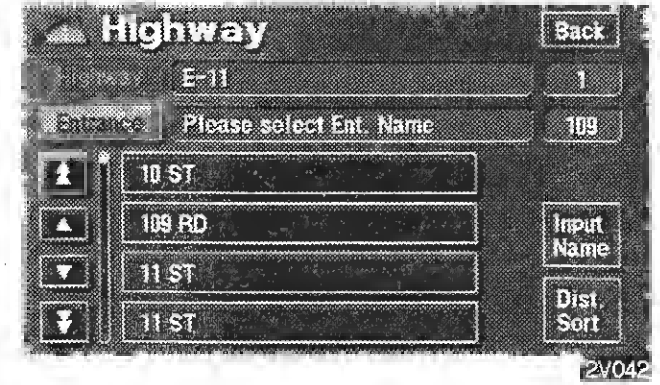 Highway
Back
Highway E-11 1
Entrance Please select Ent. Name 109
10 ST
109 RD
Input Name
11 ST
11 ST
Dist. Sort
2V042